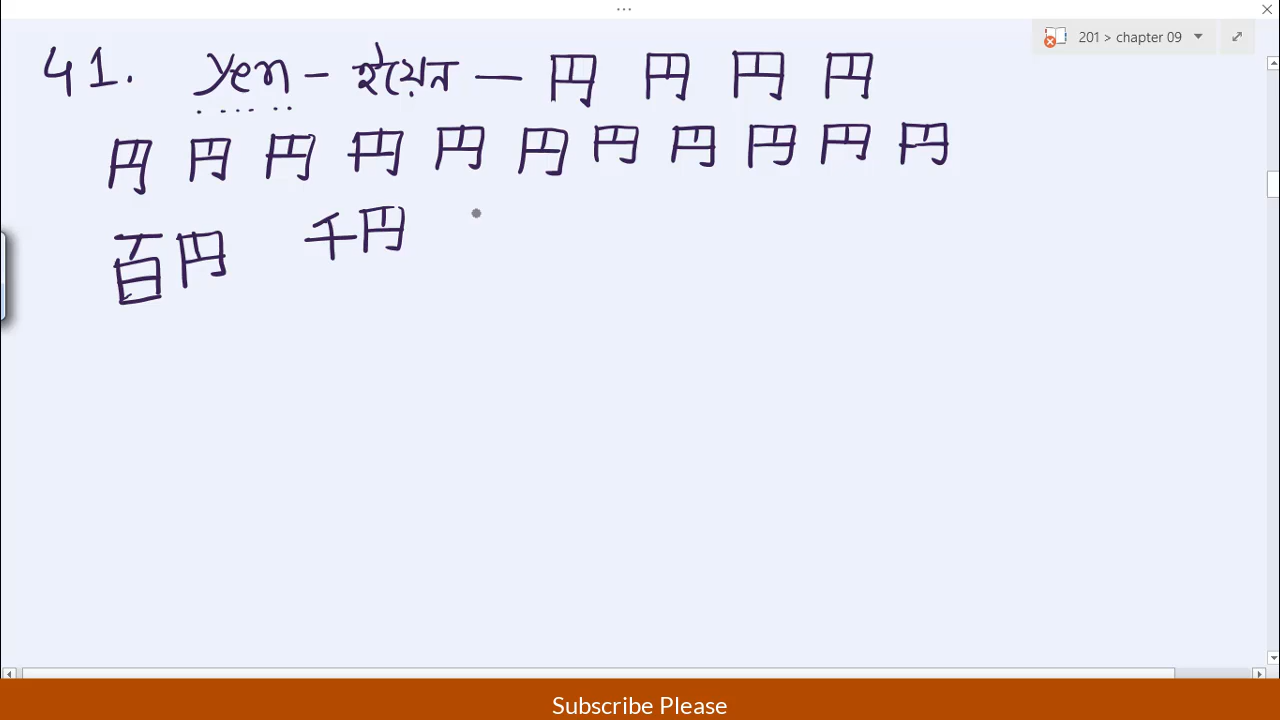 201 > chapter 09
41. Yen – ইয়েন — 円 円 円 円
円 円 円 円 円 円 円 円 円 円 円
百円 千円
Subscribe Please